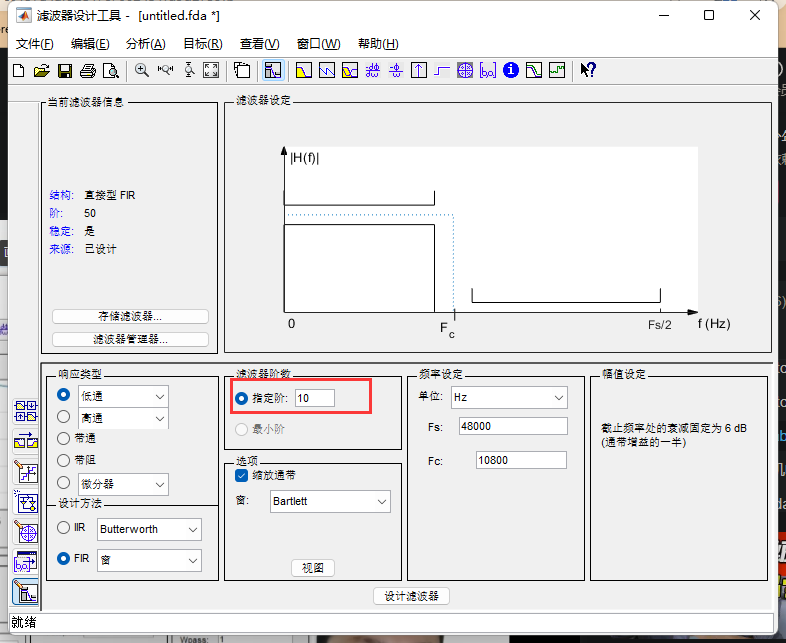 滤波器设计工具 - [untitled.fda *]
文件(F) 编辑(E) 分析(A) 目标(R) 查看(V) 窗口(W) 帮助(H)
当前滤波器信息
结构: 直接型 FIR
阶: 50
稳定: 是
来源: 已设计
存储滤波器...
滤波器管理器...
滤波器设定
|H(f)|
0
Fc
Fs/2
f (Hz)
响应类型
低通
高通
带通
带阻
微分器
设计方法
IIR Butterworth
FIR 窗
滤波器阶数
指定阶: 10
最小阶
选项
缩放通带
窗: Bartlett
视图
频率设定
单位: Hz
Fs: 48000
Fc: 10800
幅值设定
截止频率处的衰减固定为 6 dB
(通带增益的一半)
设计滤波器
就绪
Wpass: 1